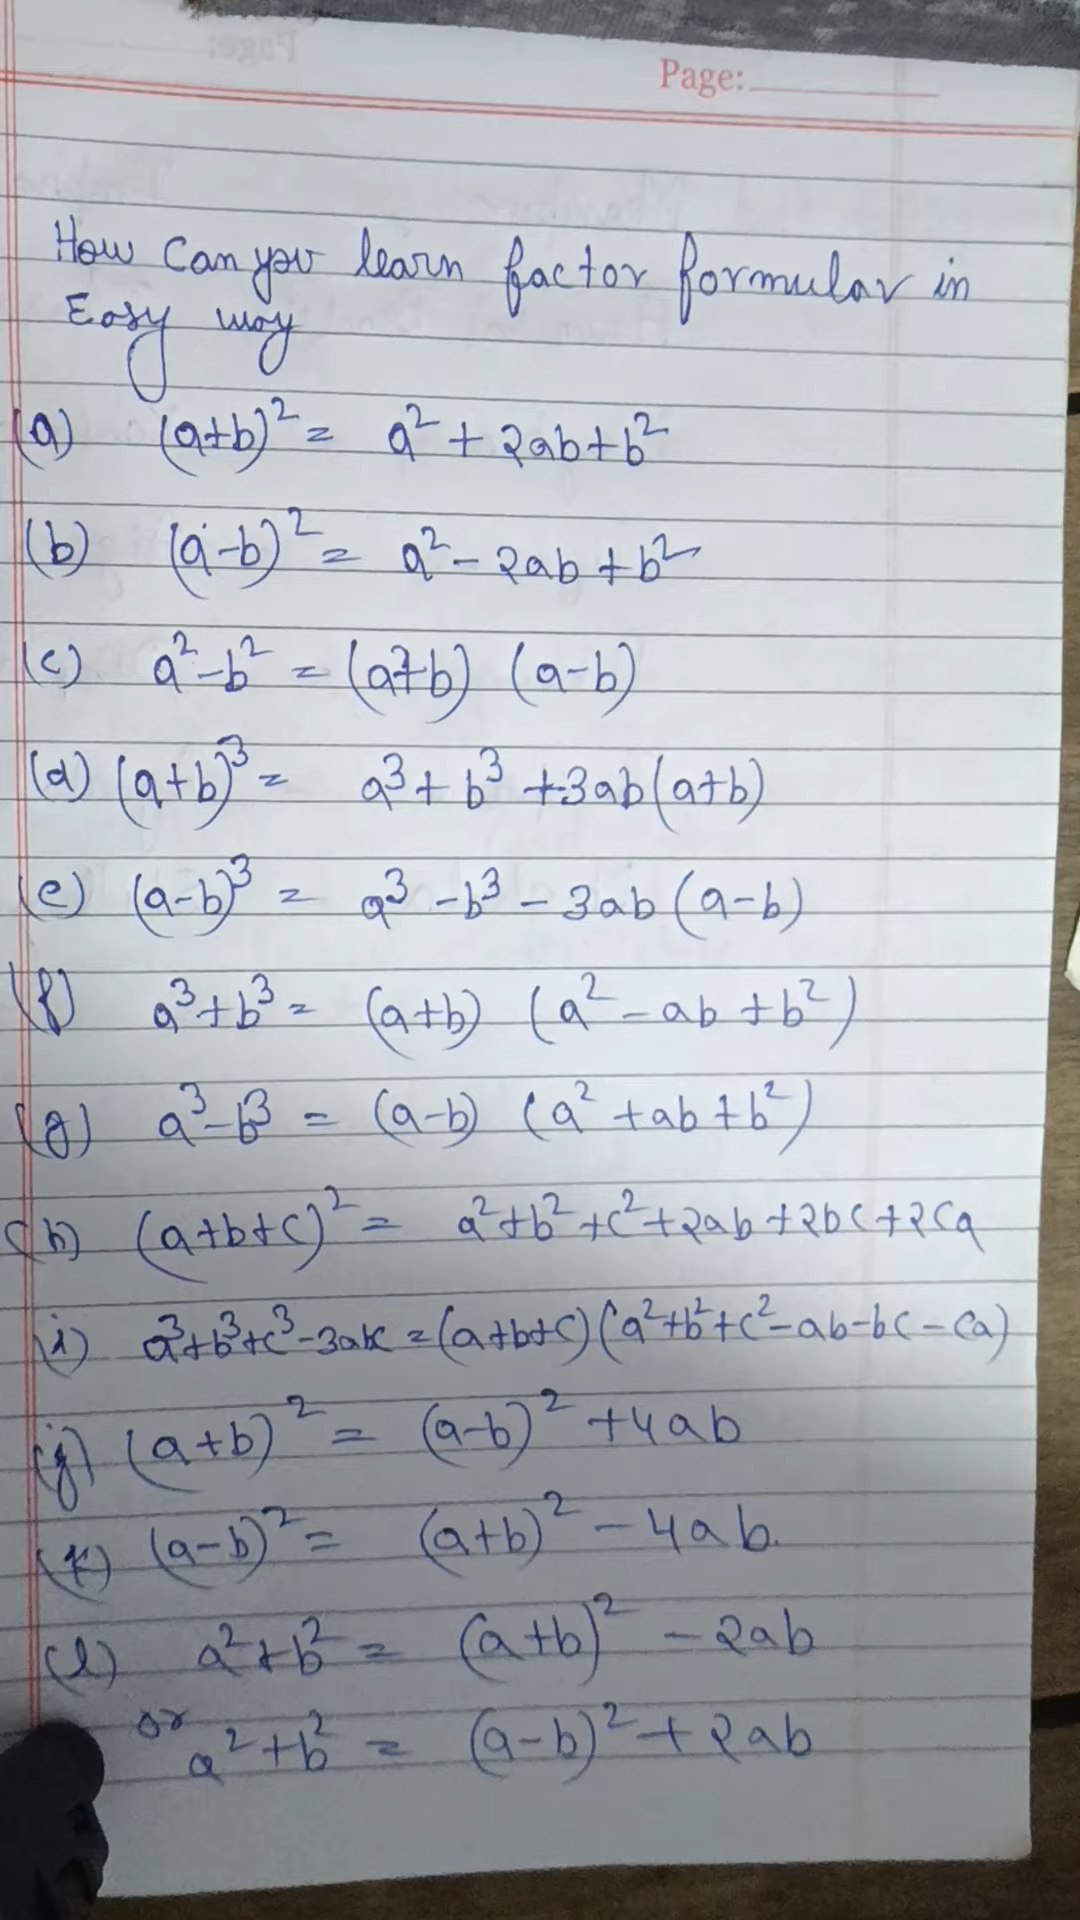 Page:
How Can you learn factor formular in
Easy way
(a) (a+b)² = a² + 2ab + b²
(b) (a-b)² = a² - 2ab + b²
(c) a² - b² = (a+b) (a-b)
(d) (a+b)³ = a³ + b³ + 3ab(a+b)
(e) (a-b)³ = a³ - b³ - 3ab (a-b)
(f) a³ + b³ = (a+b) (a² - ab + b²)
(g) a³ - b³ = (a-b) (a² + ab + b²)
(h) (a+b+c)² = a² + b² + c² + 2ab + 2bc + 2ca
(i) a³+b³+c³-3abc = (a+b+c) (a²+b²+c²-ab-bc-ca)
(j) (a+b)² = (a-b)² + 4ab
(k) (a-b)² = (a+b)² - 4ab.
(l) a² + b² = (a+b)² - 2ab
or a² + b² = (a-b)² + 2ab